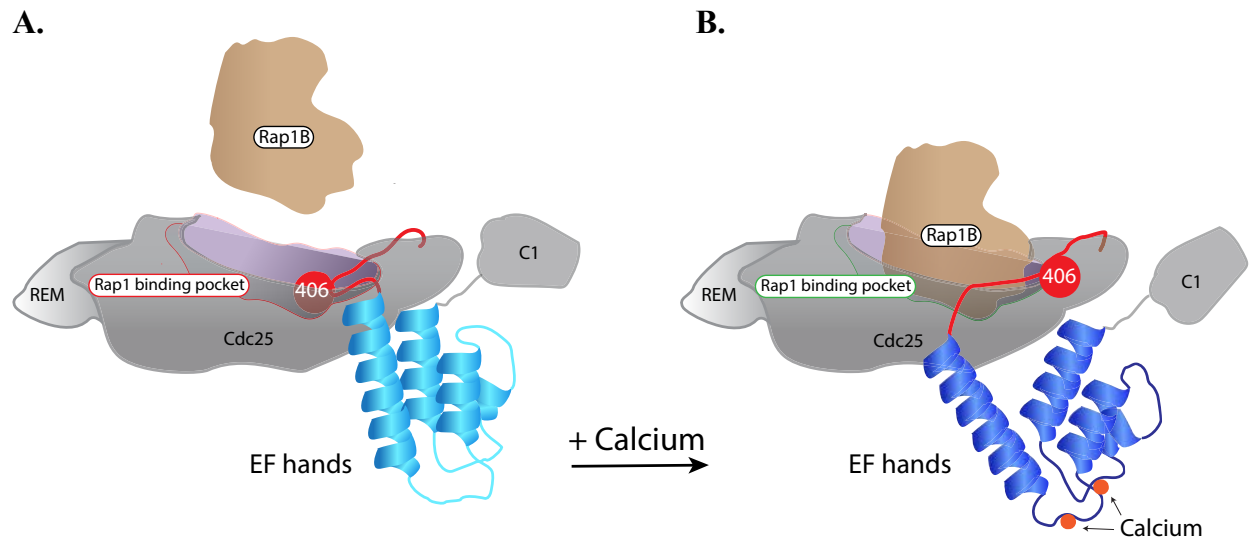 A.
B.
Rap1B
Rap1B
C1
C1
REM
Rap1 binding pocket
406
406
REM
Rap1 binding pocket
Cdc25
Cdc25
EF hands
+ Calcium
EF hands
Calcium